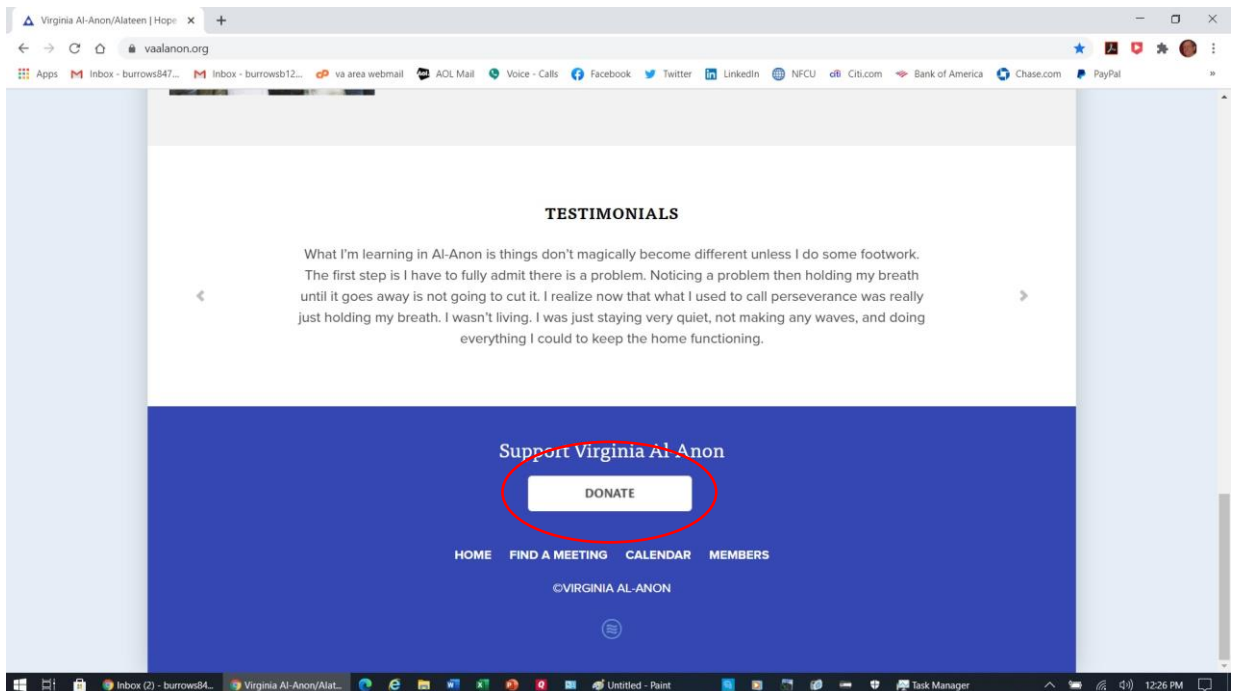 Virginia Al-Anon/Alateen | Hope
vaalanon.org
Apps Inbox - burrows847... Inbox - burrowsb12... va area webmail AOL Mail Voice - Calls Facebook Twitter LinkedIn NFCU Citi.com Bank of America Chase.com PayPal »
TESTIMONIALS
What I'm learning in Al-Anon is things don't magically become different unless I do some footwork.
The first step is I have to fully admit there is a problem. Noticing a problem then holding my breath
until it goes away is not going to cut it. I realize now that what I used to call perseverance was really
just holding my breath. I wasn't living. I was just staying very quiet, not making any waves, and doing
everything I could to keep the home functioning.
Support Virginia Al-Anon
DONATE
HOME FIND A MEETING CALENDAR MEMBERS
©VIRGINIA AL-ANON
Inbox (2) - burrows84... Virginia Al-Anon/Alat... Untitled - Paint Task Manager 12:26 PM